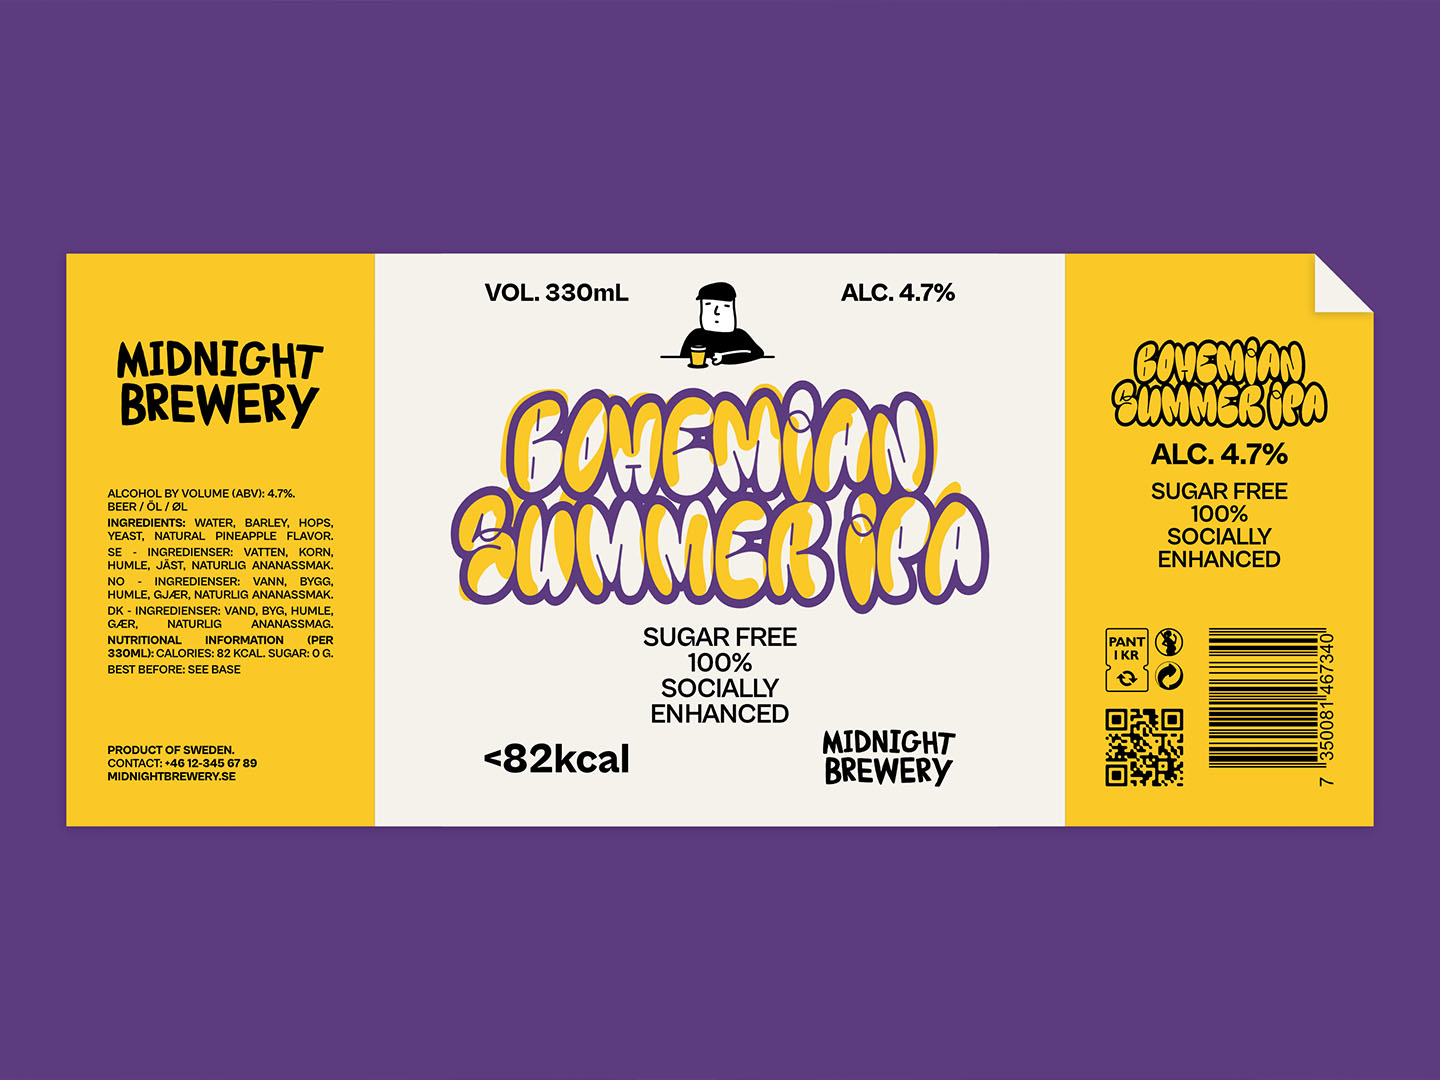 MIDNIGHT
BREWERY
ALCOHOL BY VOLUME (ABV): 4.7%.
BEER / ÖL / ØL
INGREDIENTS: WATER, BARLEY, HOPS,
YEAST, NATURAL PINEAPPLE FLAVOR.
SE - INGREDIENSER: VATTEN, KORN,
HUMLE, JÄST, NATURLIG ANANASSMAK.
NO - INGREDIENSER: VANN, BYGG,
HUMLE, GJÆR, NATURLIG ANANASSMAK.
DK - INGREDIENSER: VAND, BYG, HUMLE,
GÆR, NATURLIG ANANASSMAG.
NUTRITIONAL INFORMATION (PER
330ML): CALORIES: 82 KCAL. SUGAR: 0 G.
BEST BEFORE: SEE BASE
PRODUCT OF SWEDEN.
CONTACT: +46 12-345 67 89
MIDNIGHTBREWERY.SE
VOL. 330mL
ALC. 4.7%
BOHEMiAN
SUMMER iPA
SUGAR FREE
100%
SOCIALLY
ENHANCED
<82kcal
MIDNIGHT
BREWERY
BOHEMiAN
SUMMER iPA
ALC. 4.7%
SUGAR FREE
100%
SOCIALLY
ENHANCED
PANT
1 KR
7 350081 467340